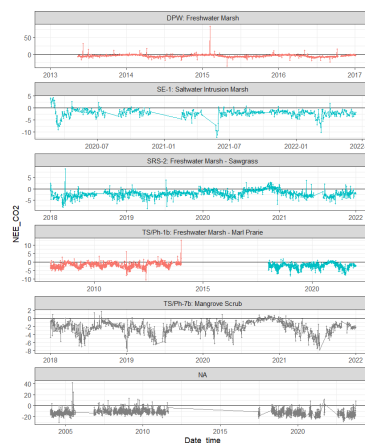 DPW: Freshwater Marsh
50
0
2013 2014 2015 2016 2017
SE-1: Saltwater Intrusion Marsh
5
0
-5
-10
2020-07 2021-01 2021-07 2022-01 2022-
SRS-2: Freshwater Marsh - Sawgrass
5
0
-5
2018 2019 2020 2021 2022
TS/Ph-1b: Freshwater Marsh - Marl Prarie
10
5
0
-5
-10
2010 2015 2020
TS/Ph-7b: Mangrove Scrub
2
0
-2
-4
-6
-8
2018 2019 2020 2021 2022
NA
40
20
0
-20
2005 2010 2015 2020
NEE_CO2
Date_time